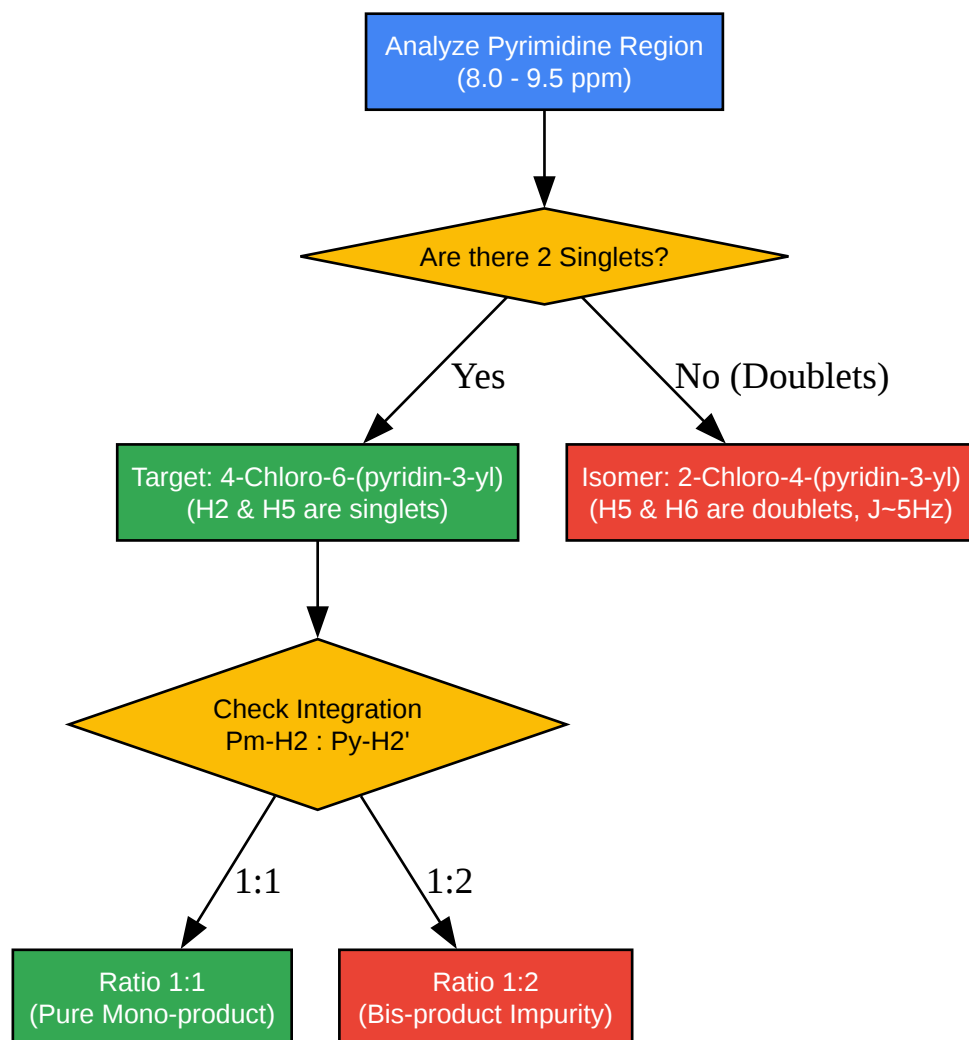 Analyze Pyrimidine Region
(8.0 - 9.5 ppm)
Are there 2 Singlets?
Yes
No (Doublets)
Target: 4-Chloro-6-(pyridin-3-yl)
(H2 & H5 are singlets)
Isomer: 2-Chloro-4-(pyridin-3-yl)
(H5 & H6 are doublets, J~5Hz)
Check Integration
Pm-H2 : Py-H2'
1:1
1:2
Ratio 1:1
(Pure Mono-product)
Ratio 1:2
(Bis-product Impurity)